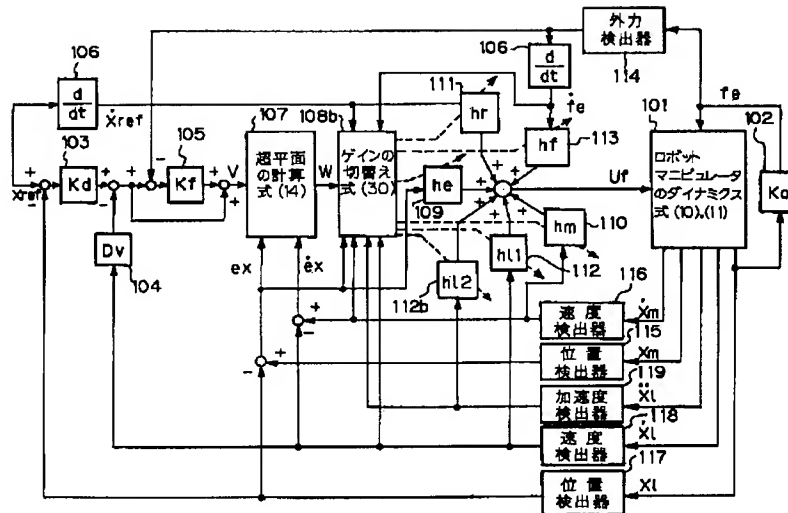 106
d
dt
ẋref
106
d
dt
外力
検出器
114
fe
ḟe
111
hr
hf
113
107
超平面
の計算
式(14)
W
108b
ゲインの
切替え
式(30)
101
ロボット
マニピュレータ
のダイナミクス
式(10),(11)
102
Uf
103
Kd
105
Kf
V
xref
he
109
hm
110
Dv
104
ex
ėx
hl1
112
hl2
112b
116
速度
検出器
Ẋm
115
位置
検出器
Xm
119
加速度
検出器
Ẍl
118
速度
検出器
Ẋl
117
位置
検出器
Xl